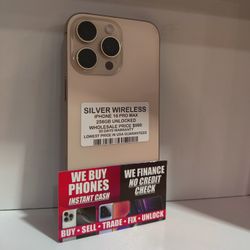 SILVER WIRELESS
IPHONE 16 PRO MAX
256GB UNLOCKED
WHOLESALE PRICE $999
30 DAYS WARRANTY
LOWEST PRICE IN USA GUARANTEED
WE BUY
PHONES
INSTANT CASH
WE FINANCE
NO CREDIT
CHECK
BUY • SELL • TRADE • FIX • UNLOCK